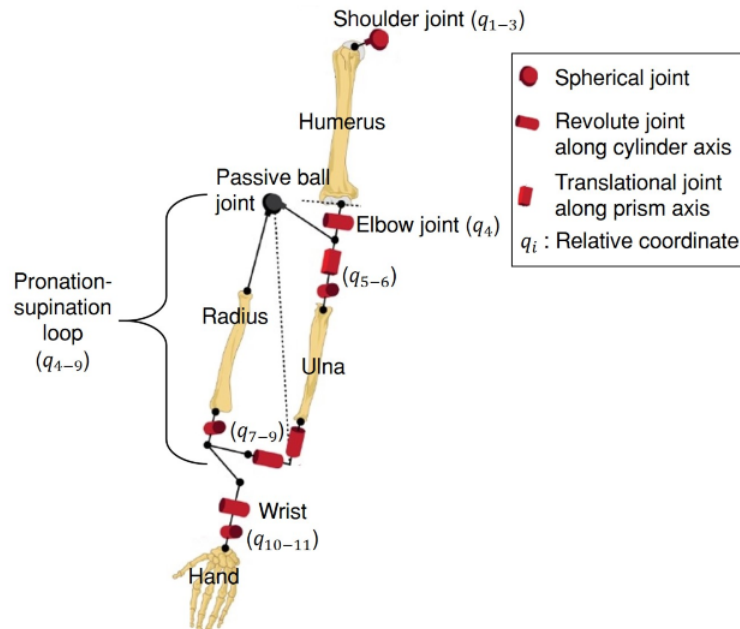 Shoulder joint (q₁₋₃)
Humerus
Passive ball
joint
Elbow joint (q₄)
(q₅₋₆)
Pronation-
supination
loop
(q₄₋₉)
Radius
Ulna
(q₇₋₉)
Wrist
(q₁₀₋₁₁)
Hand
Spherical joint
Revolute joint
along cylinder axis
Translational joint
along prism axis
qᵢ : Relative coordinate